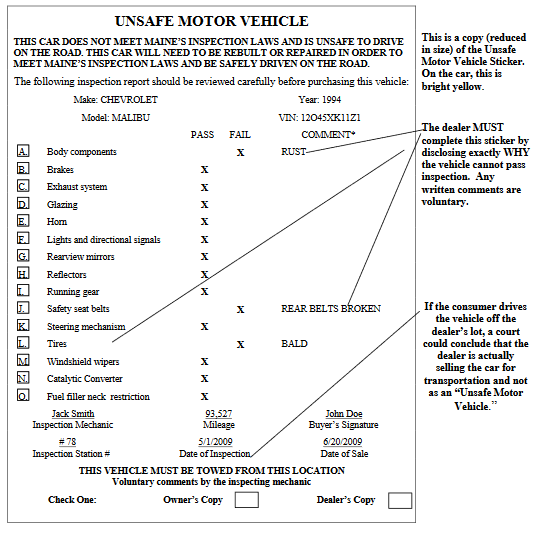 UNSAFE MOTOR VEHICLE
THIS CAR DOES NOT MEET MAINE'S INSPECTION LAWS AND IS UNSAFE TO DRIVE
ON THE ROAD. THIS CAR WILL NEED TO BE REBUILT OR REPAIRED IN ORDER TO
MEET MAINE'S INSPECTION LAWS AND BE SAFELY DRIVEN ON THE ROAD.
The following inspection report should be reviewed carefully before purchasing this vehicle:
Make: CHEVROLET Year: 1994
Model: MALIBU VIN: 12O45XK11Z1
PASS FAIL COMMENT*
A. Body components X RUST
B. Brakes X
C. Exhaust system X
D. Glazing X
E. Horn X
F. Lights and directional signals X
G. Rearview mirrors X
H. Reflectors X
I. Running gear X
J. Safety seat belts X REAR BELTS BROKEN
K. Steering mechanism X
L. Tires X BALD
M. Windshield wipers X
N. Catalytic Converter X
O. Fuel filler neck restriction X
Jack Smith 93,527 John Doe
Inspection Mechanic Mileage Buyer's Signature
# 78 5/1/2009 6/20/2009
Inspection Station # Date of Inspection Date of Sale
THIS VEHICLE MUST BE TOWED FROM THIS LOCATION
Voluntary comments by the inspecting mechanic
Check One: Owner's Copy Dealer's Copy
This is a copy (reduced
in size) of the Unsafe
Motor Vehicle Sticker.
On the car, this is
bright yellow.
The dealer MUST
complete this sticker by
disclosing exactly WHY
the vehicle cannot pass
inspection. Any
written comments are
voluntary.
If the consumer drives
the vehicle off the
dealer's lot, a court
could conclude that the
dealer is actually
selling the car for
transportation and not
as an "Unsafe Motor
Vehicle."